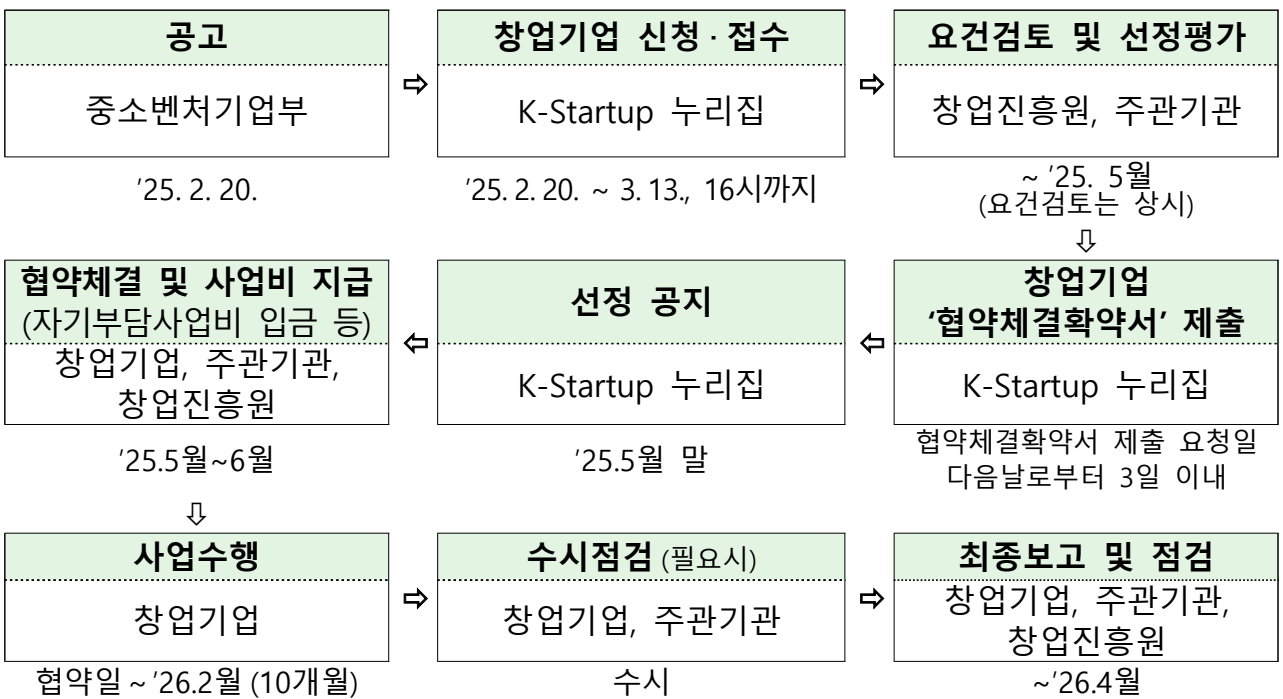 공고
중소벤처기업부
'25. 2. 20.
⇨
창업기업 신청 · 접수
K-Startup 누리집
'25. 2. 20. ~ 3. 13., 16시까지
⇨
요건검토 및 선정평가
창업진흥원, 주관기관
~ '25. 5월
(요건검토는 상시)
⇩
창업기업
‘협약체결확약서’ 제출
K-Startup 누리집
협약체결확약서 제출 요청일
다음날로부터 3일 이내
⇦
선정 공지
K-Startup 누리집
'25.5월 말
⇦
협약체결 및 사업비 지급
(자기부담사업비 입금 등)
창업기업, 주관기관,
창업진흥원
'25.5월~6월
⇩
사업수행
창업기업
협약일 ~ '26.2월 (10개월)
⇨
수시점검 (필요시)
창업기업, 주관기관
수시
⇨
최종보고 및 점검
창업기업, 주관기관,
창업진흥원
~'26.4월